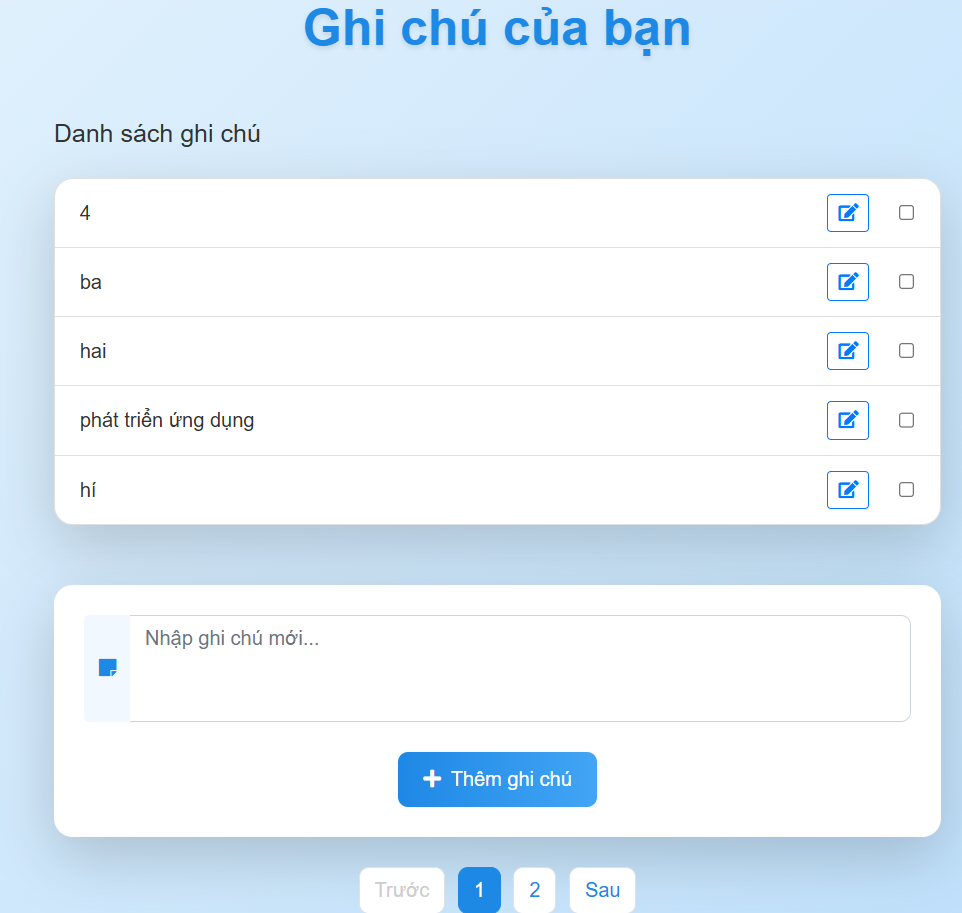 Ghi chú của bạn
Danh sách ghi chú
4
ba
hai
phát triển ứng dụng
hí
Nhập ghi chú mới...
Thêm ghi chú
Trước 1 2 Sau